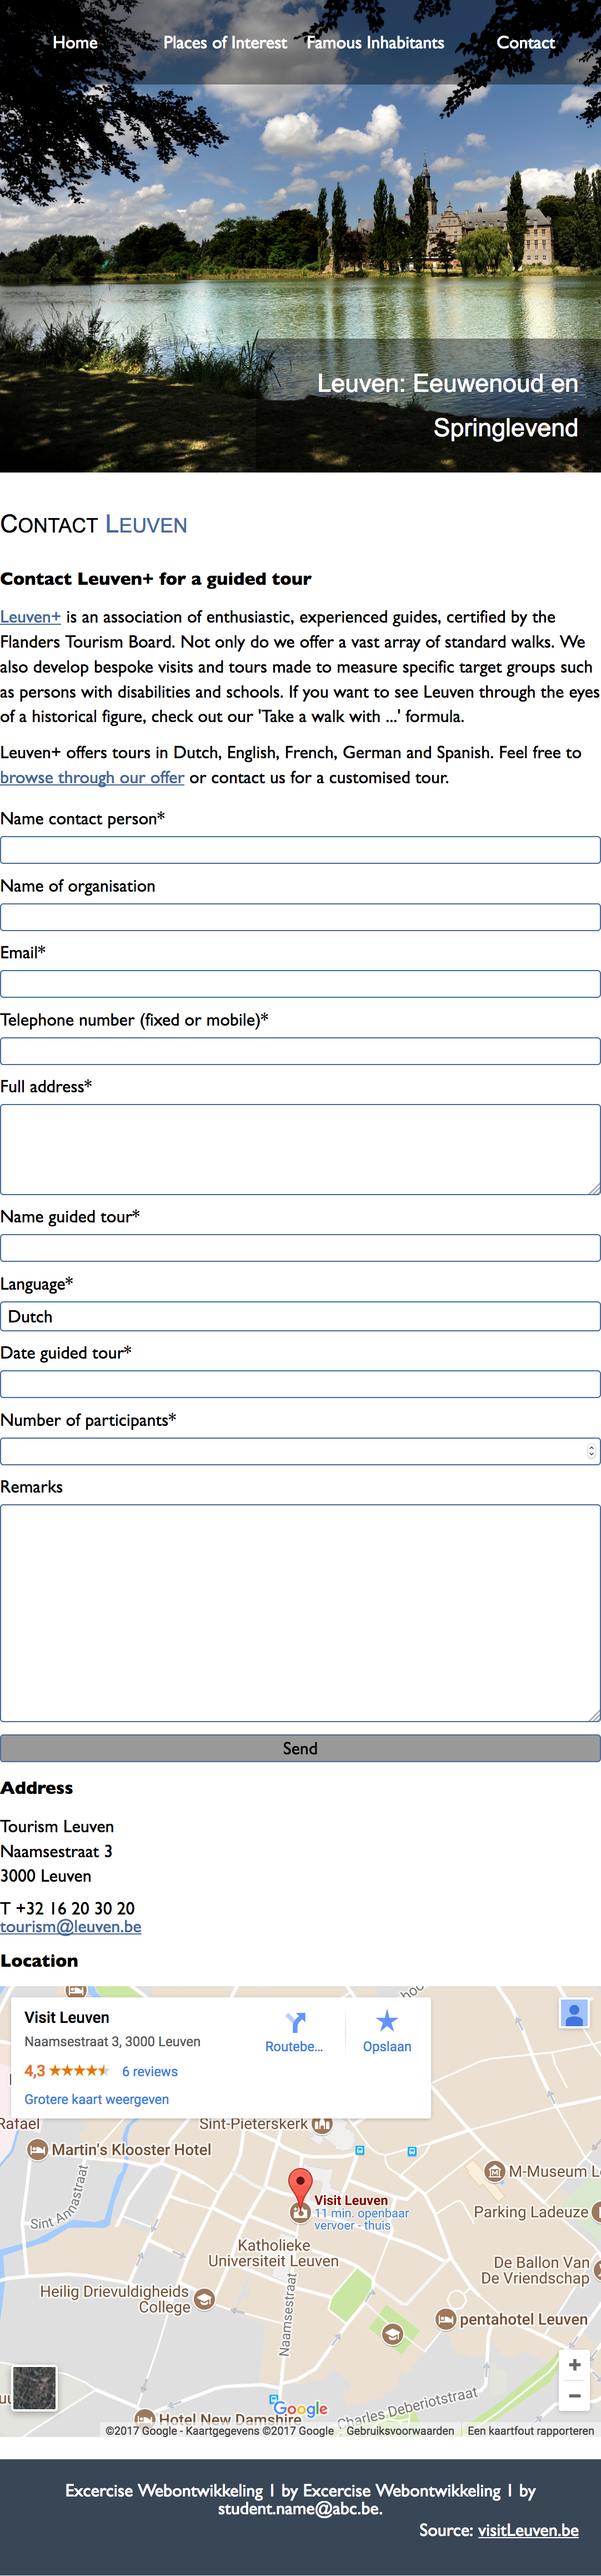 Home Places of Interest Famous Inhabitants Contact
Leuven: Eeuwenoud en
Springlevend
CONTACT LEUVEN
Contact Leuven+ for a guided tour
Leuven+ is an association of enthusiastic, experienced guides, certified by the
Flanders Tourism Board. Not only do we offer a vast array of standard walks. We
also develop bespoke visits and tours made to measure specific target groups such
as persons with disabilities and schools. If you want to see Leuven through the eyes
of a historical figure, check out our 'Take a walk with ...' formula.
Leuven+ offers tours in Dutch, English, French, German and Spanish. Feel free to
browse through our offer or contact us for a customised tour.
Name contact person*
Name of organisation
Email*
Telephone number (fixed or mobile)*
Full address*
Name guided tour*
Language*
Dutch
Date guided tour*
Number of participants*
Remarks
Send
Address
Tourism Leuven
Naamsestraat 3
3000 Leuven
T +32 16 20 30 20
tourism@leuven.be
Location
Visit Leuven
Naamsestraat 3, 3000 Leuven
4,3 6 reviews
Grotere kaart weergeven
Routebe...
Opslaan
Rafael
Sint-Pieterskerk
Martin's Klooster Hotel
M-Museum L
Sint Annastraat
Visit Leuven
11 min. openbaar
vervoer - thuis
Parking Ladeuze
Katholieke
Universiteit Leuven
De Ballon Van
De Vriendschap
Heilig Drievuldigheids
College
Naamsestraat
pentahotel Leuven
Google
Hotel New Damshire
Charles Deberiotstraat
©2017 Google - Kaartgegevens ©2017 Google Gebruiksvoorwaarden Een kaartfout rapporteren
Excercise Webontwikkeling 1 by Excercise Webontwikkeling 1 by
student.name@abc.be.
Source: visitLeuven.be